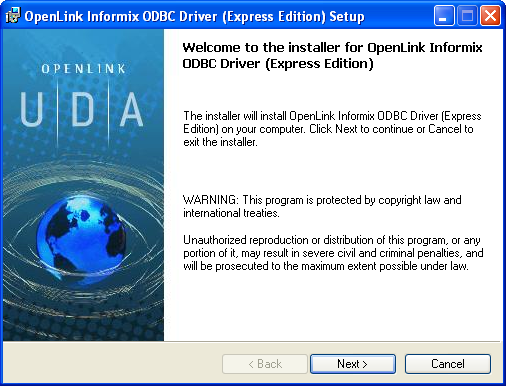 OpenLink Informix ODBC Driver (Express Edition) Setup
OPENLINK
UDA
Welcome to the installer for OpenLink Informix
ODBC Driver (Express Edition)
The installer will install OpenLink Informix ODBC Driver (Express
Edition) on your computer. Click Next to continue or Cancel to
exit the installer.
WARNING: This program is protected by copyright law and
international treaties.
Unauthorized reproduction or distribution of this program, or any
portion of it, may result in severe civil and criminal penalties, and
will be prosecuted to the maximum extent possible under law.
< Back
Next >
Cancel